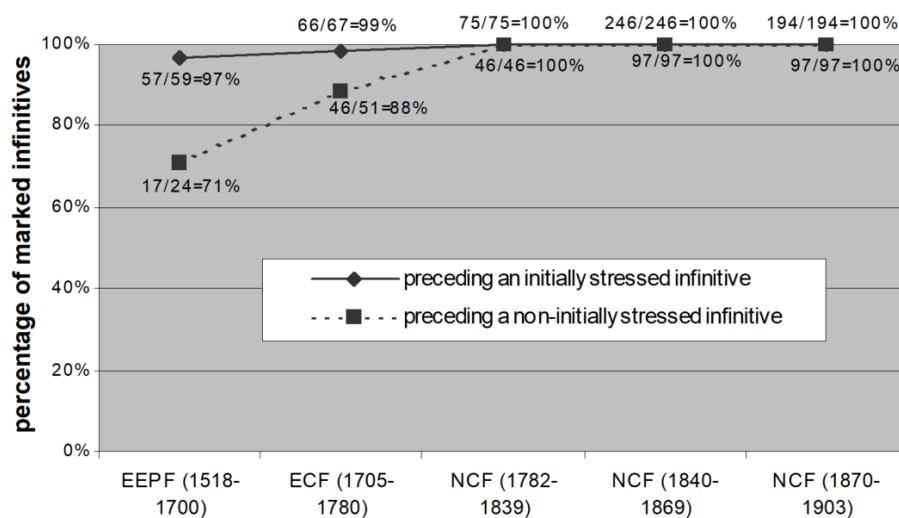 percentage of marked infinitives
100%
80%
60%
40%
20%
0%
57/59=97%
66/67=99%
75/75=100%
246/246=100%
194/194=100%
17/24=71%
46/51=88%
46/46=100%
97/97=100%
97/97=100%
preceding an initially stressed infinitive
preceding a non-initially stressed infinitive
EEPF (1518-
1700)
ECF (1705-
1780)
NCF (1782-
1839)
NCF (1840-
1869)
NCF (1870-
1903)